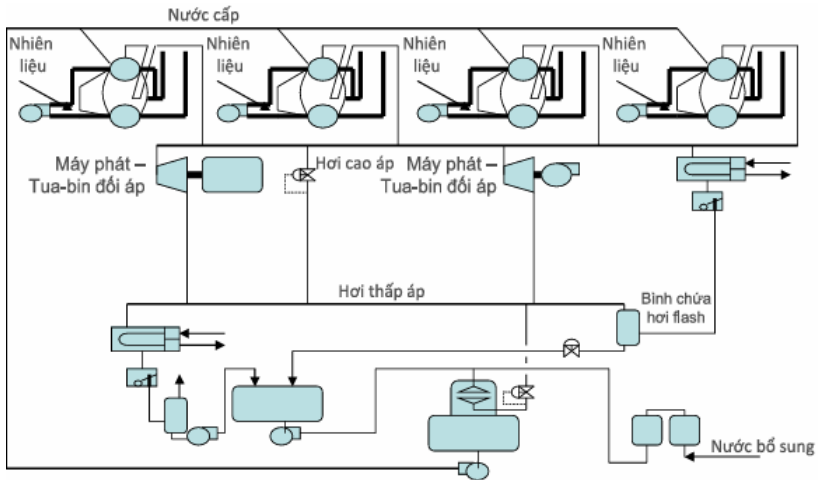 Nước cấp
Nhiên
liệu
Nhiên
liệu
Nhiên
liệu
Nhiên
liệu
Máy phát –
Tua-bin đối áp
Hơi cao áp
Máy phát –
Tua-bin đối áp
Hơi thấp áp
Bình chứa
hơi flash
Nước bổ sung